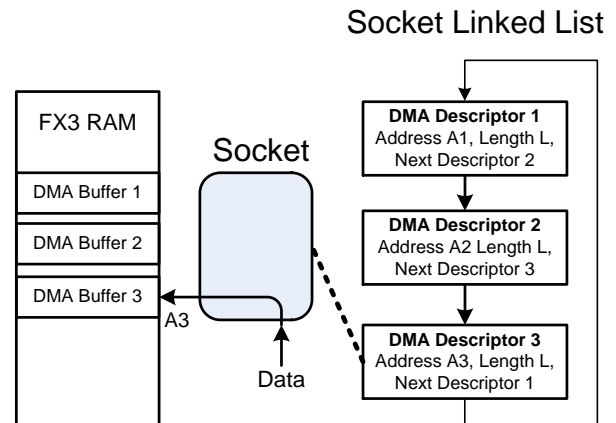 Socket Linked List
FX3 RAM
DMA Buffer 1
DMA Buffer 2
DMA Buffer 3
Socket
A3
Data
DMA Descriptor 1
Address A1, Length L,
Next Descriptor 2
DMA Descriptor 2
Address A2 Length L,
Next Descriptor 3
DMA Descriptor 3
Address A3, Length L,
Next Descriptor 1